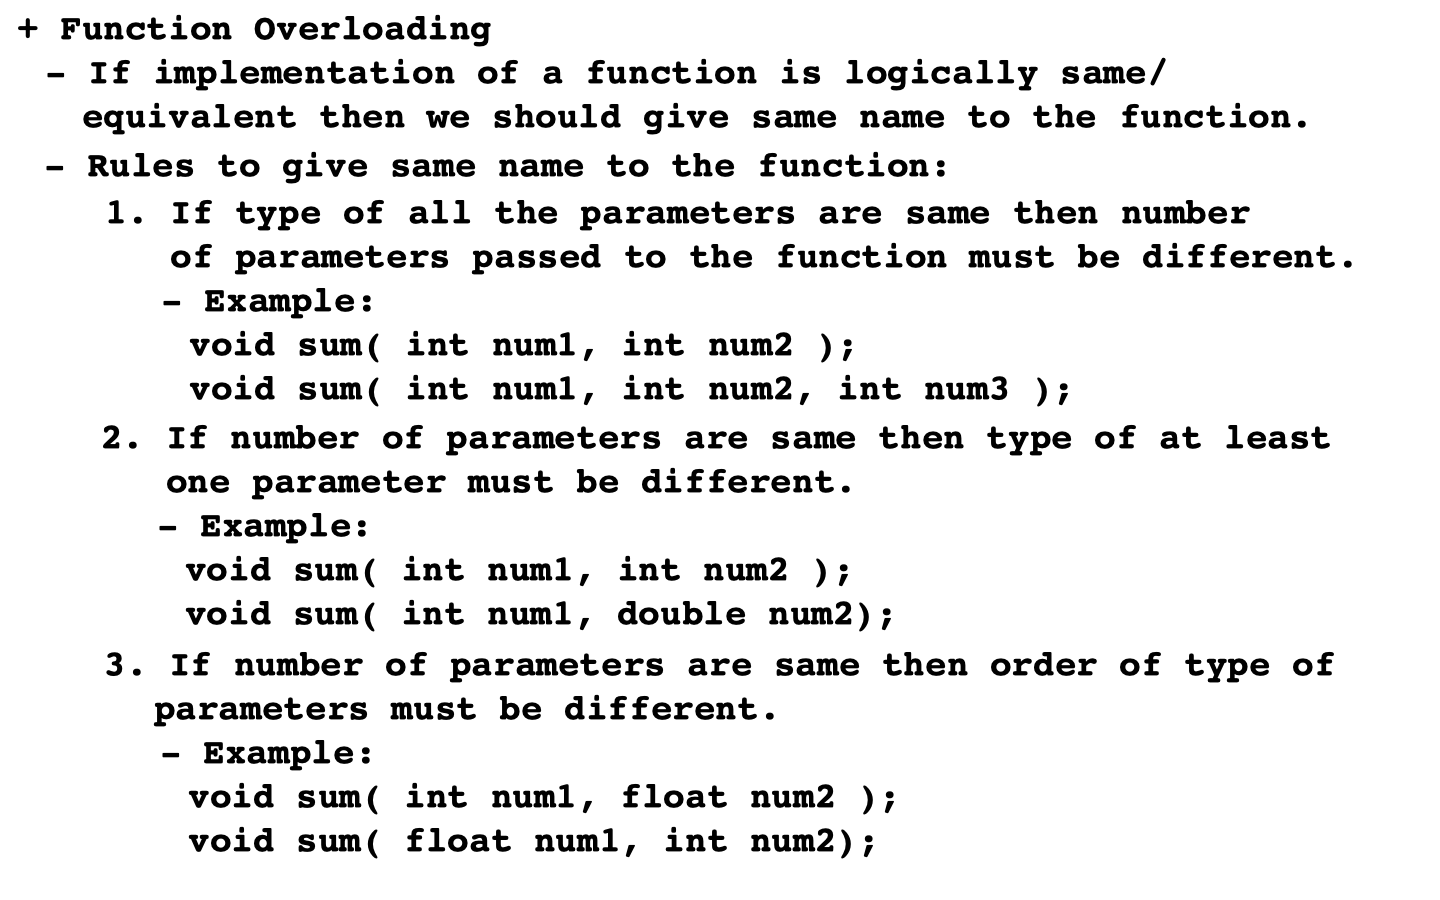 + Function Overloading
- If implementation of a function is logically same/
equivalent then we should give same name to the function.
- Rules to give same name to the function:
1. If type of all the parameters are same then number
of parameters passed to the function must be different.
- Example:
void sum( int num1, int num2 );
void sum( int num1, int num2, int num3 );
2. If number of parameters are same then type of at least
one parameter must be different.
- Example:
void sum( int num1, int num2 );
void sum( int num1, double num2);
3. If number of parameters are same then order of type of
parameters must be different.
- Example:
void sum( int num1, float num2 );
void sum( float num1, int num2);